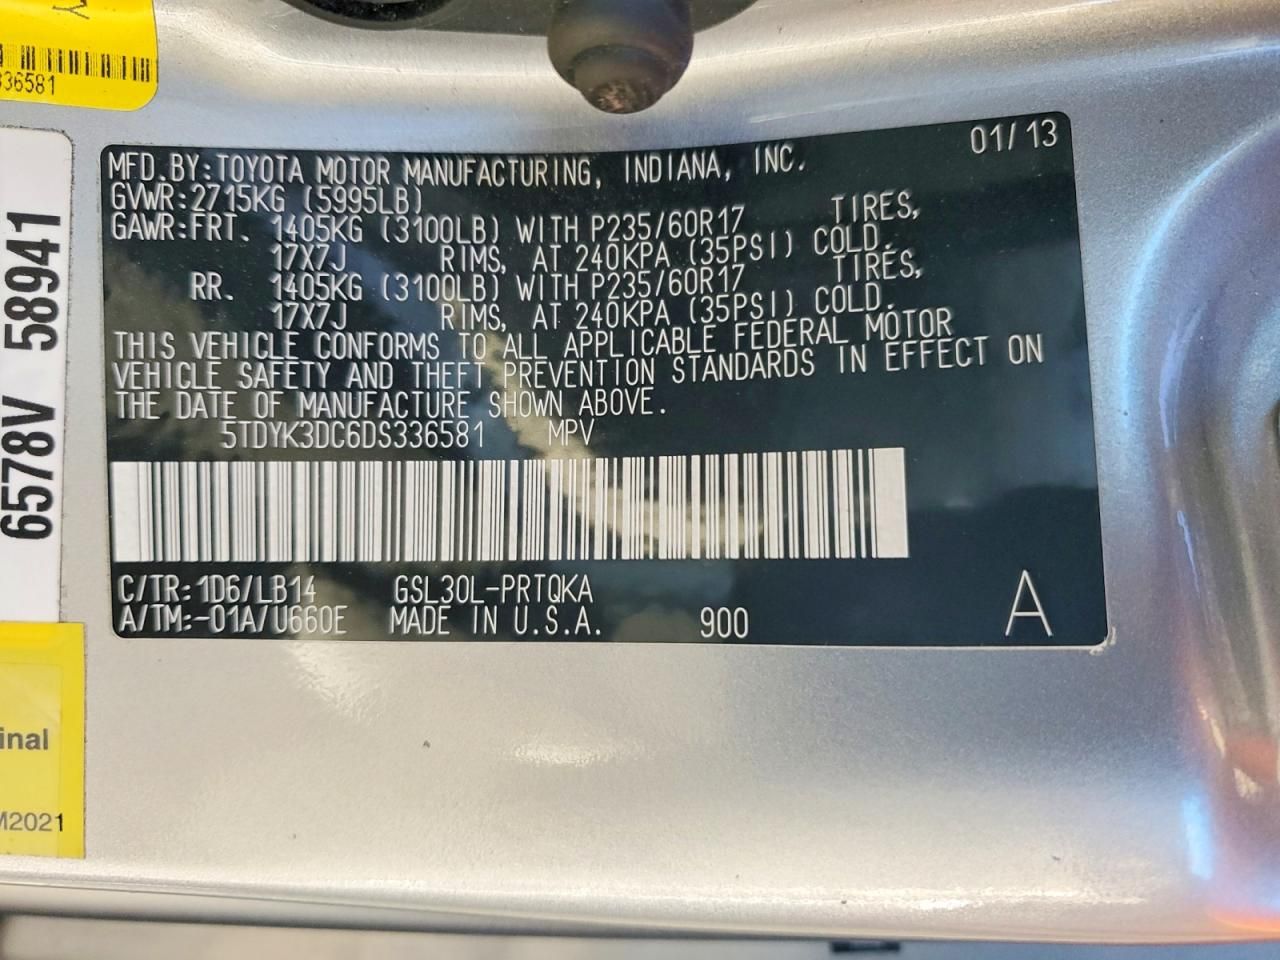 336581
6578V 58941
inal
M2021
01/13
MFD.BY:TOYOTA MOTOR MANUFACTURING, INDIANA, INC.
GVWR:2715KG (5995LB)
GAWR:FRT. 1405KG (3100LB) WITH P235/60R17 TIRES,
17X7J RIMS, AT 240KPA (35PSI) COLD.
RR. 1405KG (3100LB) WITH P235/60R17 TIRES,
17X7J RIMS, AT 240KPA (35PSI) COLD.
THIS VEHICLE CONFORMS TO ALL APPLICABLE FEDERAL MOTOR
VEHICLE SAFETY AND THEFT PREVENTION STANDARDS IN EFFECT ON
THE DATE OF MANUFACTURE SHOWN ABOVE.
5TDYK3DC6DS336581 MPV
C/TR:1D6/LB14 GSL30L-PRTQKA
A/TM:-01A/U660E MADE IN U.S.A. 900 A